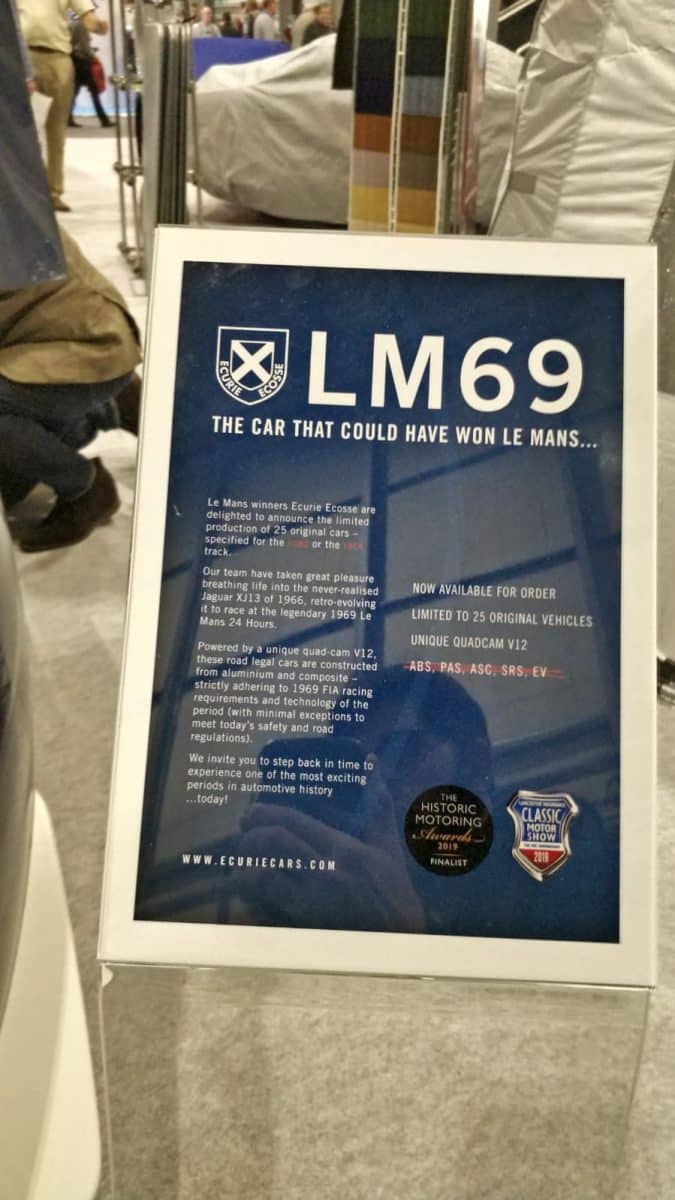 ECURIE ECOSSE
LM69
THE CAR THAT COULD HAVE WON LE MANS...
Le Mans winners Ecurie Ecosse are
delighted to announce the limited
production of 25 original cars –
specified for the road or the race
track.
Our team have taken great pleasure
breathing life into the never-realised
Jaguar XJ13 of 1966, retro-evolving
it to race at the legendary 1969 Le
Mans 24 Hours.
Powered by a unique quad-cam V12,
these road legal cars are constructed
from aluminium and composite –
strictly adhering to 1969 FIA racing
requirements and technology of the
period (with minimal exceptions to
meet today's safety and road
regulations).
We invite you to step back in time to
experience one of the most exciting
periods in automotive history
...today!
WWW.ECURIECARS.COM
NOW AVAILABLE FOR ORDER
LIMITED TO 25 ORIGINAL VEHICLES
UNIQUE QUADCAM V12
ABS, PAS, ASC, SRS, EV
THE
HISTORIC
MOTORING
Awards
2019
FINALIST
LANCASTER INSURANCE
CLASSIC
MOTOR
SHOW
2019